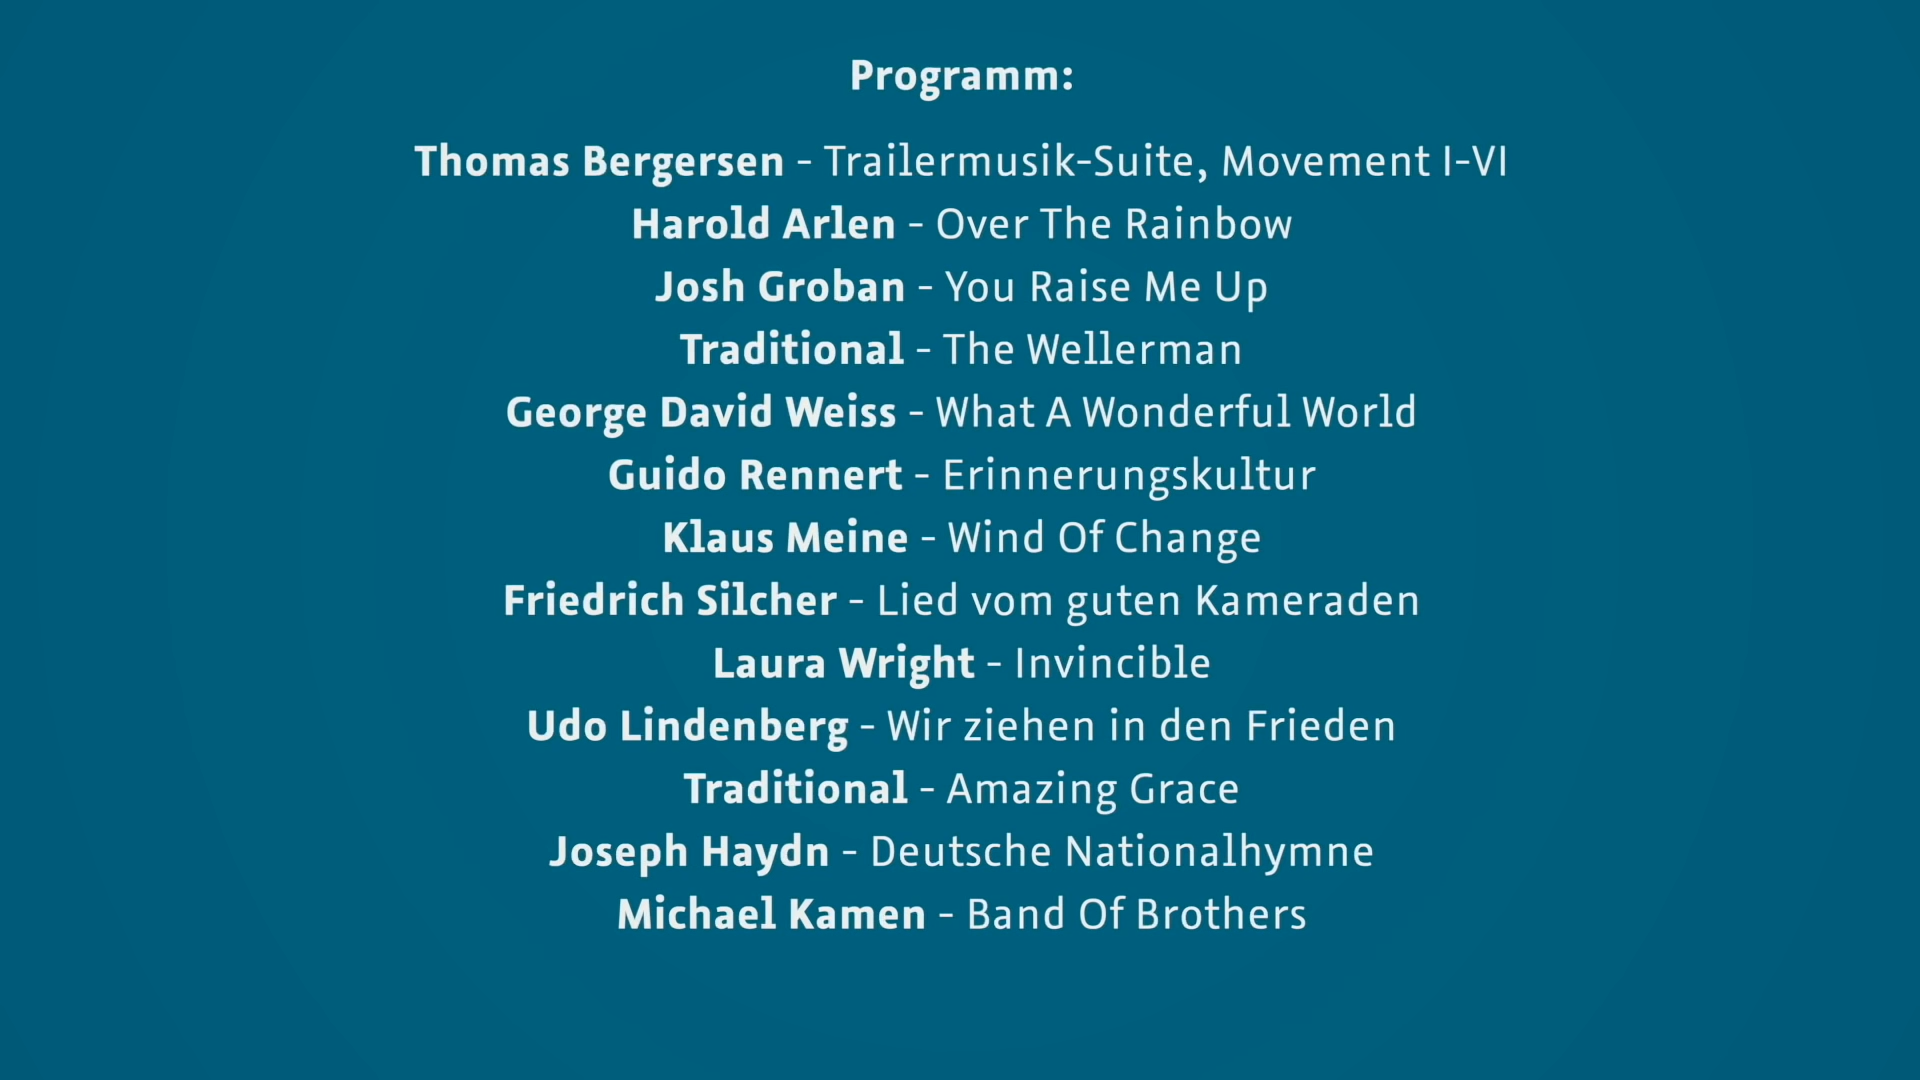 Programm:
Thomas Bergersen - Trailermusik-Suite, Movement I-VI
Harold Arlen - Over The Rainbow
Josh Groban - You Raise Me Up
Traditional - The Wellerman
George David Weiss - What A Wonderful World
Guido Rennert - Erinnerungskultur
Klaus Meine - Wind Of Change
Friedrich Silcher - Lied vom guten Kameraden
Laura Wright - Invincible
Udo Lindenberg - Wir ziehen in den Frieden
Traditional - Amazing Grace
Joseph Haydn - Deutsche Nationalhymne
Michael Kamen - Band Of Brothers